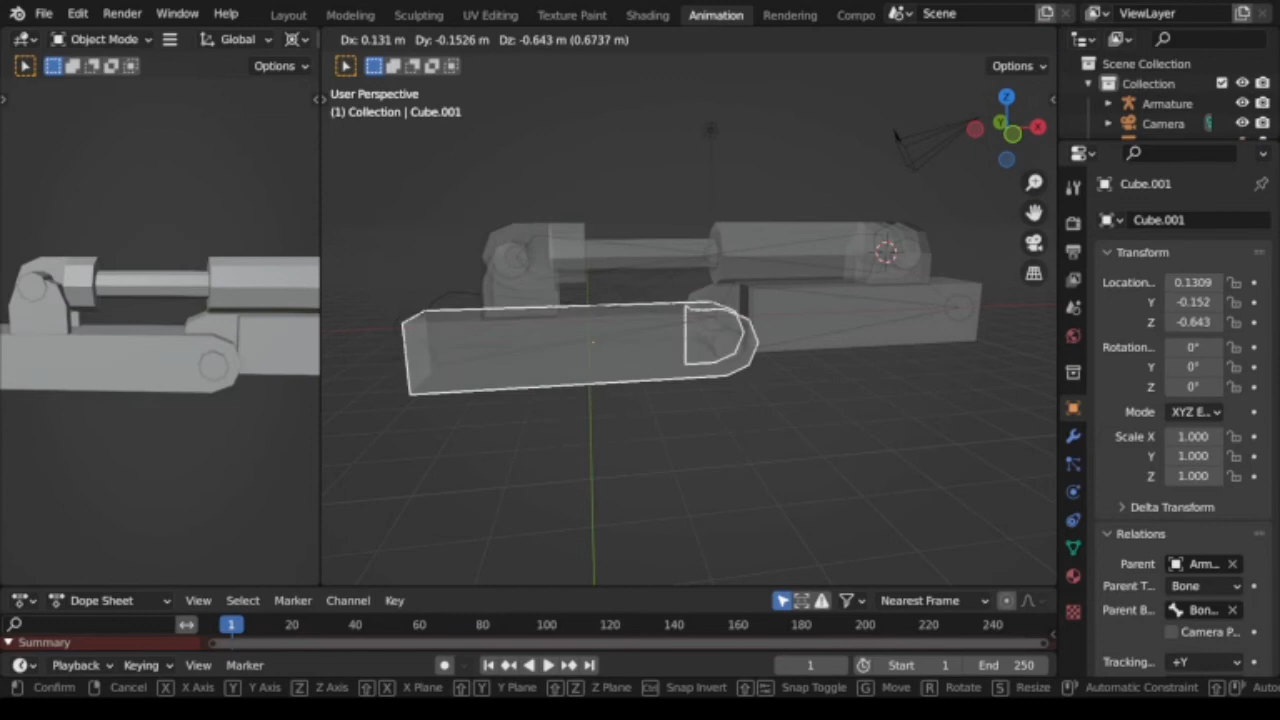 File Edit Render Window Help Layout Modeling Sculpting UV Editing Texture Paint Shading Animation Rendering Compo Scene ViewLayer
Object Mode Global Dx: 0.131 m Dy: -0.1526 m Dz: -0.643 m (0.6737 m)
Options Options
User Perspective
(1) Collection | Cube.001
Z
Y
X
Scene Collection
Collection
Armature
Camera
Cube.001
Cube.001
Transform
Location... 0.1309
Y -0.152
Z -0.643
Rotation... 0°
Y 0°
Z 0°
Mode XYZ E...
Scale X 1.000
Y 1.000
Z 1.000
Delta Transform
Relations
Parent Arm...
Parent T... Bone
Parent B... Bon...
Camera P...
Tracking... +Y
Dope Sheet View Select Marker Channel Key Nearest Frame
1 20 40 60 80 100 120 140 160 180 200 220 240
Summary
Playback Keying View Marker 1 Start 1 End 250
Confirm Cancel X X Axis Y Y Axis Z Z Axis X X Plane Y Y Plane Z Z Plane Ctrl Snap Invert Snap Toggle G Move R Rotate S Resize Automatic Constraint Auto